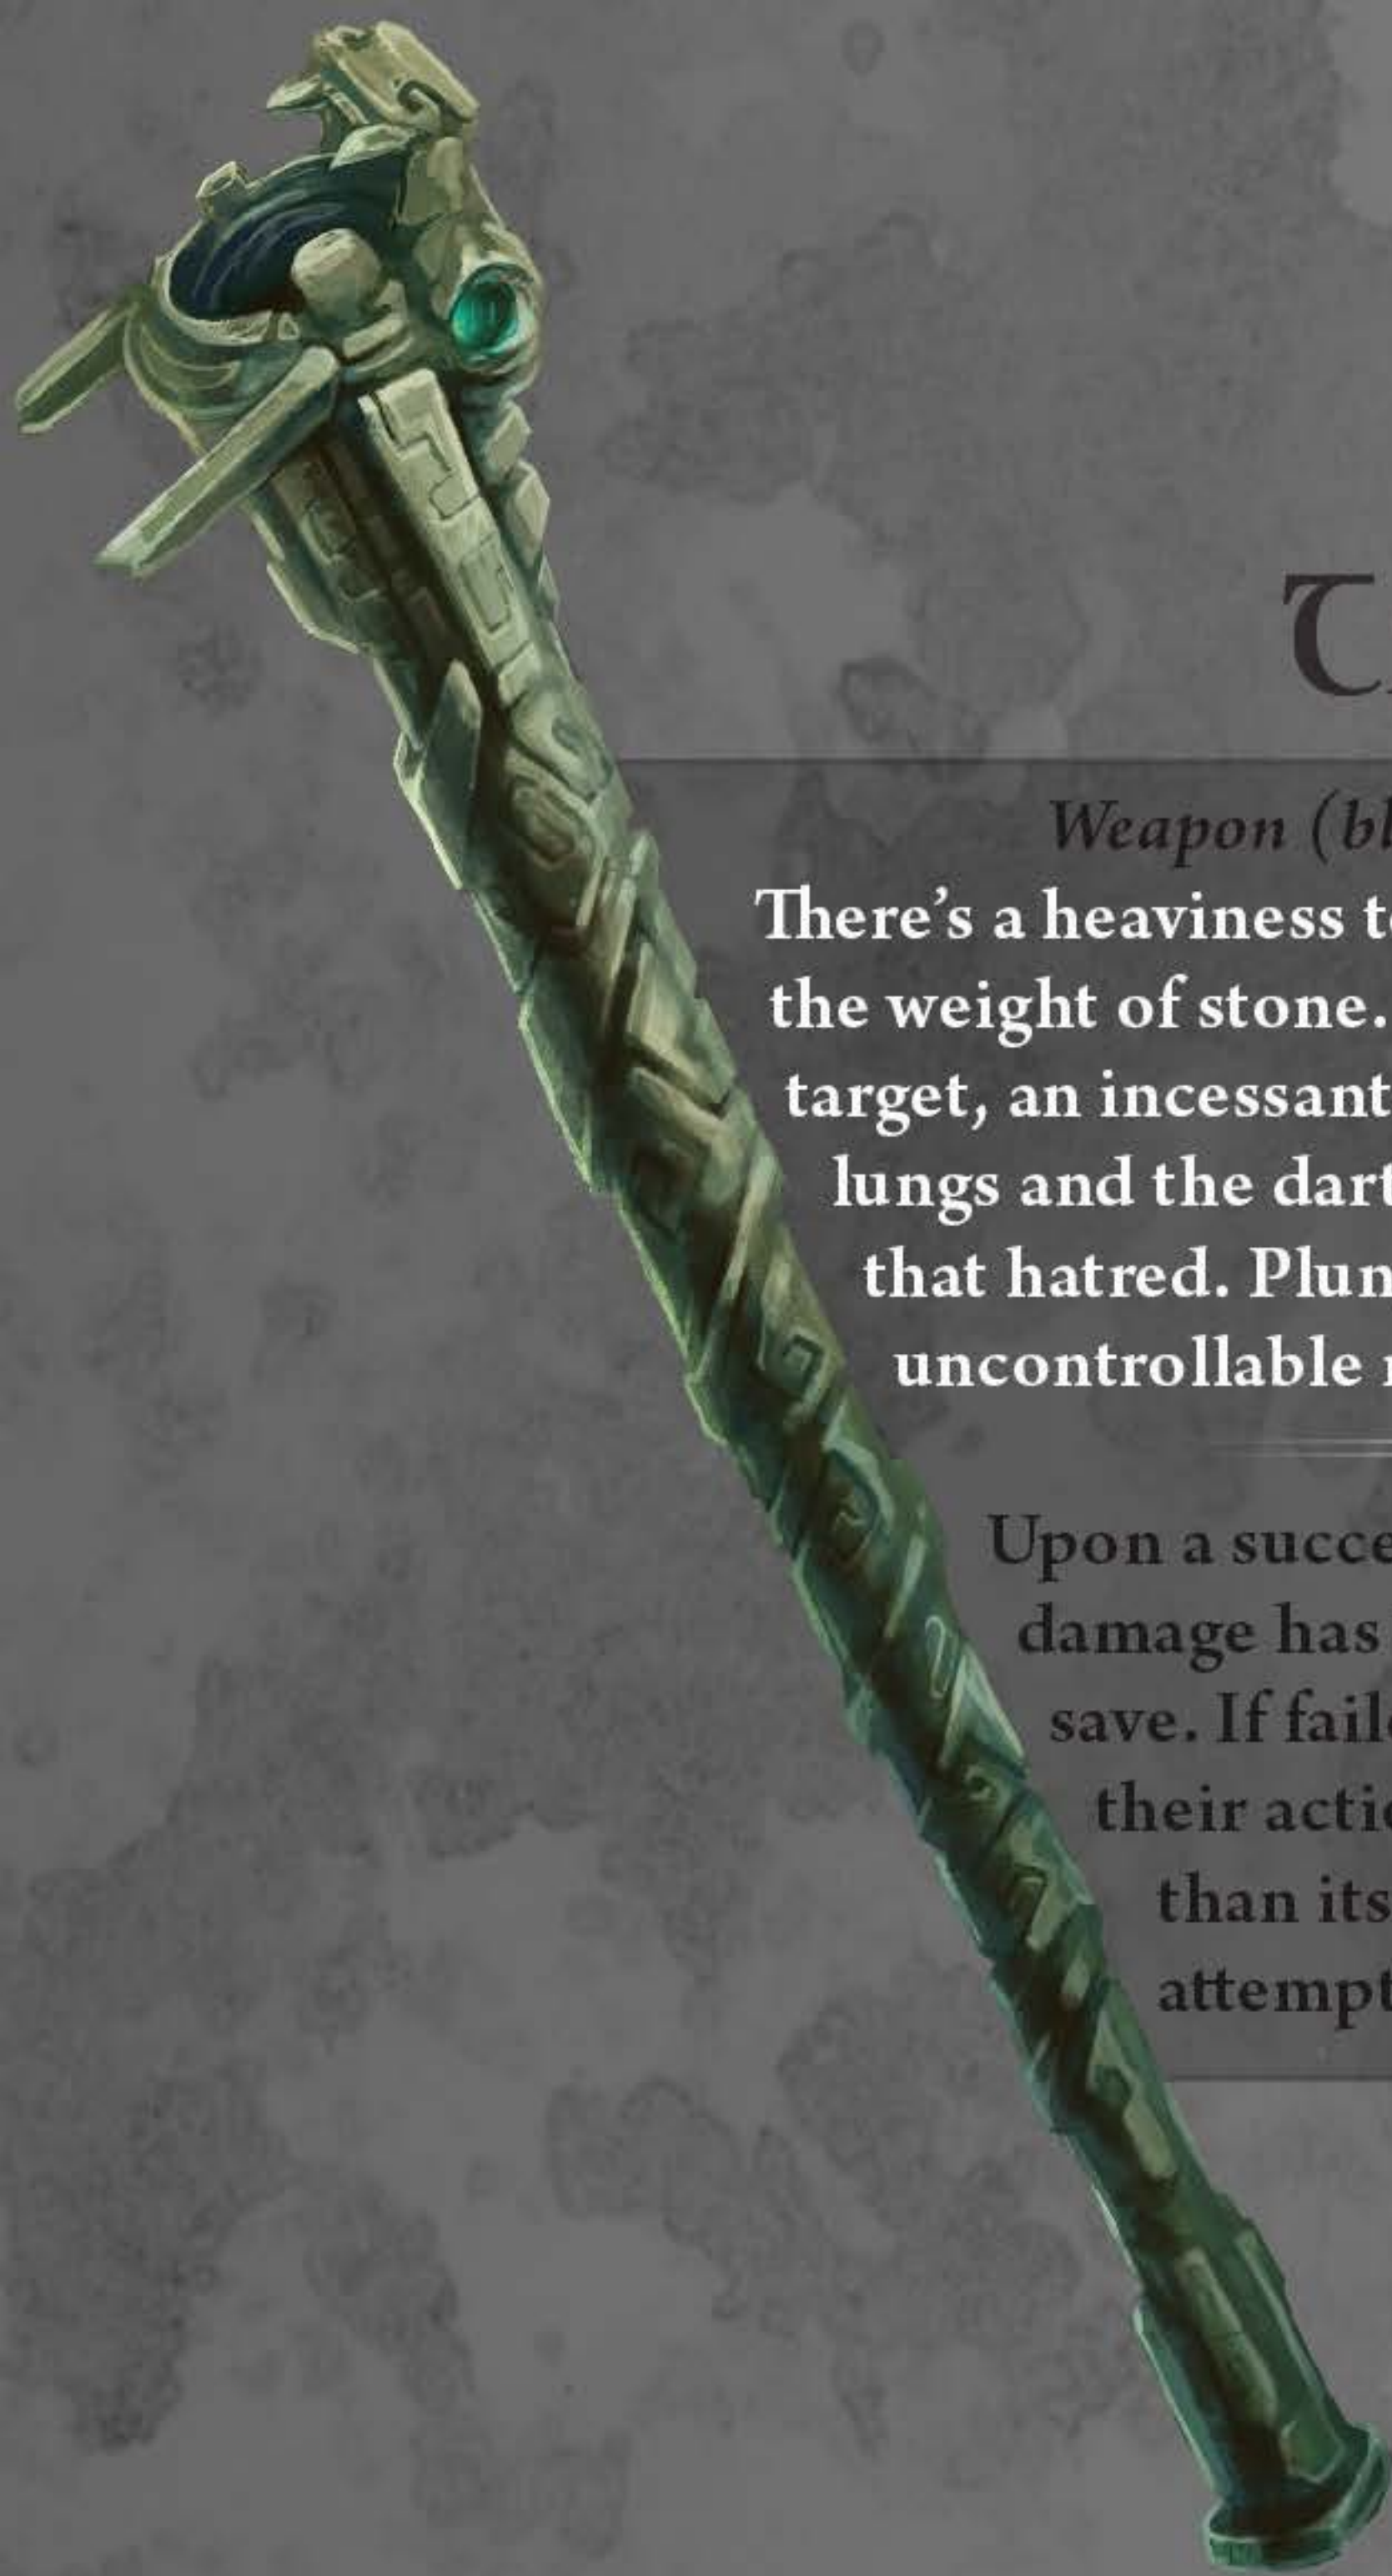 Weapon (bl
There’s a heaviness t
the weight of stone.
target, an incessant
lungs and the dart
that hatred. Plun
uncontrollable
Upon a succe
damage has
save. If fail
their acti
than its
attempt